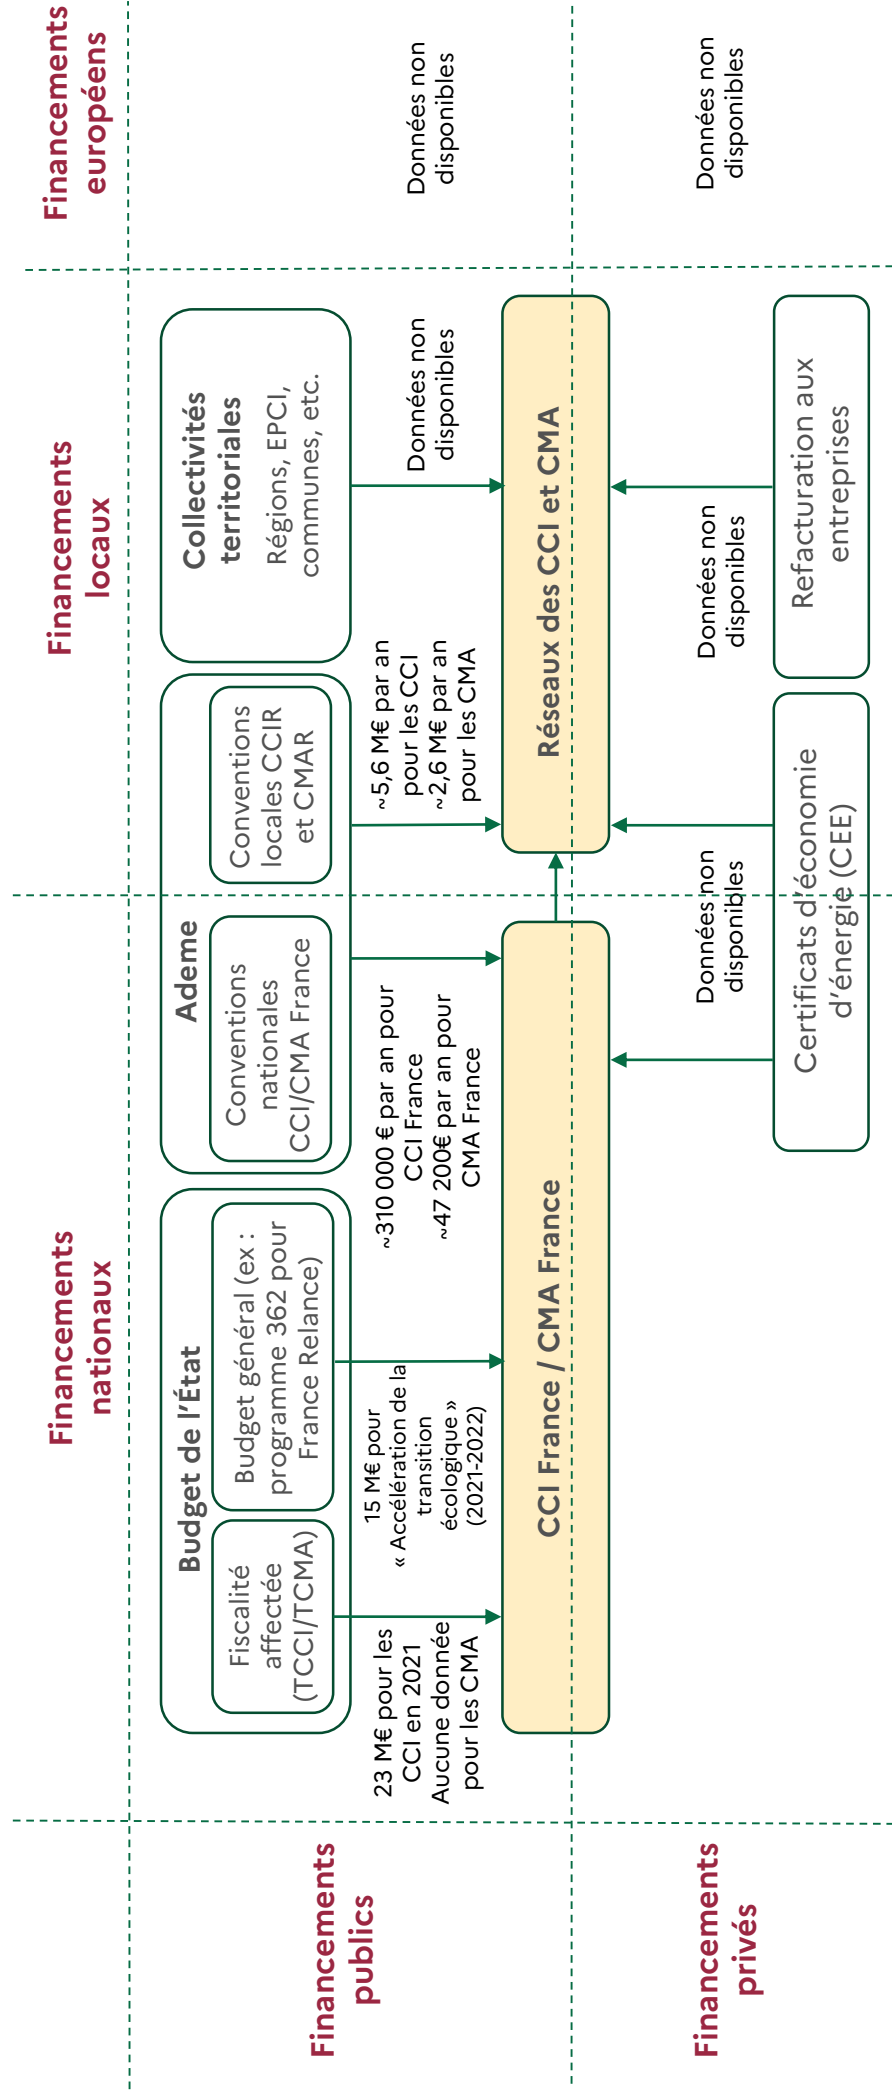 Financements
nationaux
Financements
locaux
Financements
européens
Financements
publics
Budget de l'État
Fiscalité
affectée
(TCCI/TCMA)
Budget général (ex :
programme 362 pour
France Relance)
Ademe
Conventions
nationales
CCI/CMA France
Conventions
locales CCIR
et CMAR
Collectivités
territoriales
Régions, EPCI,
communes, etc.
23 M€ pour les
CCI en 2021
Aucune donnée
pour les CMA
15 M€ pour
« Accélération de la
transition
écologique »
(2021-2022)
~310 000 € par an pour
CCI France
~47 200€ par an pour
CMA France
~5,6 M€ par an
pour les CCI
~2,6 M€ par an
pour les CMA
Données non
disponibles
Données non
disponibles
CCI France / CMA France
Réseaux des CCI et CMA
Financements
privés
Données non
disponibles
Données non
disponibles
Données non
disponibles
Certificats d'économie
d'énergie (CEE)
Refacturation aux
entreprises